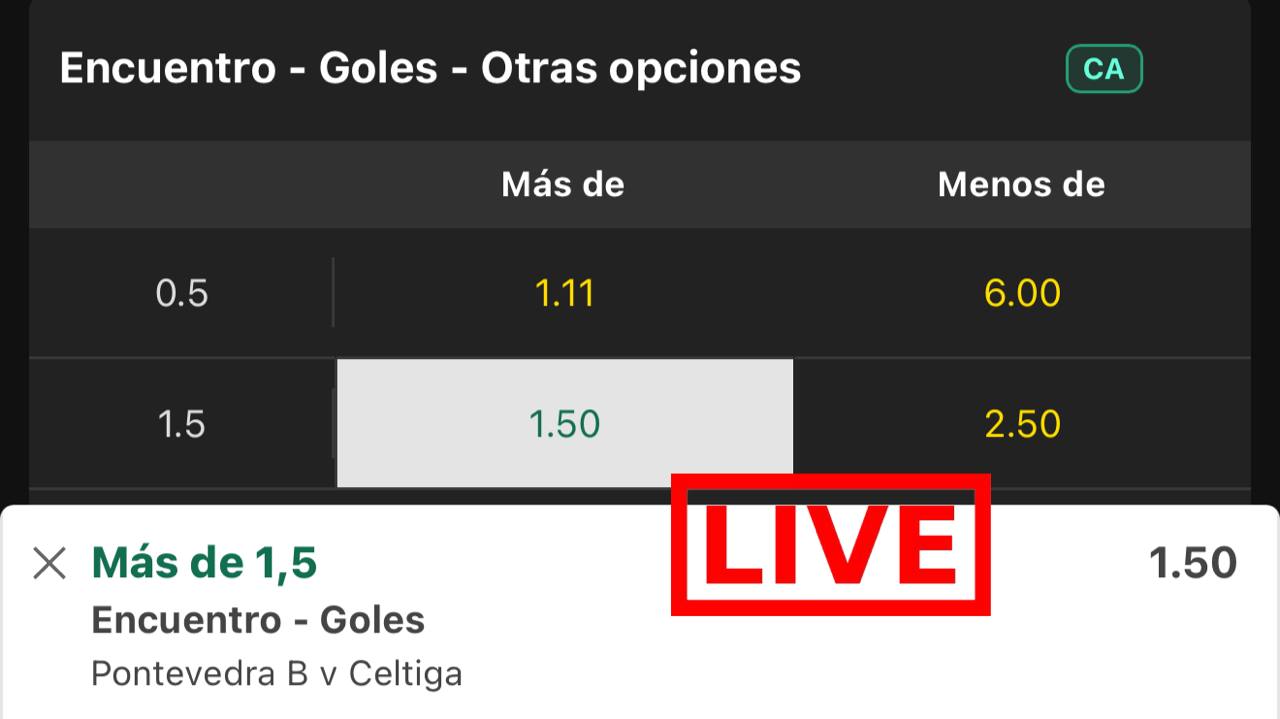 Encuentro - Goles - Otras opciones CA
Más de Menos de
0.5 1.11 6.00
1.5 1.50 2.50
LIVE
Más de 1,5 1.50
Encuentro - Goles
Pontevedra B v Celtiga